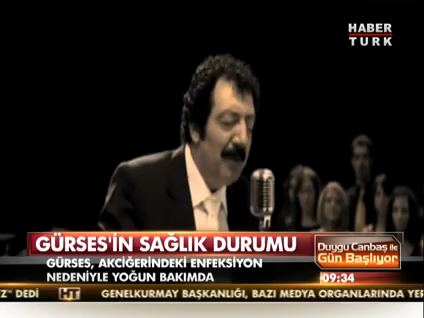 HABER
TURK
GÜRSES'İN SAĞLIK DURUMU
GÜRSES, AKCİĞERİNDEKİ ENFEKSİYON
NEDENİYLE YOĞUN BAKIMDA
Duygu Canbaş ile
Gün Başlıyor
09:34
Z" DEDİ HT GENELKURMAY BAŞKANLIĞI, BAZI MEDYA ORGANLARINDA YER